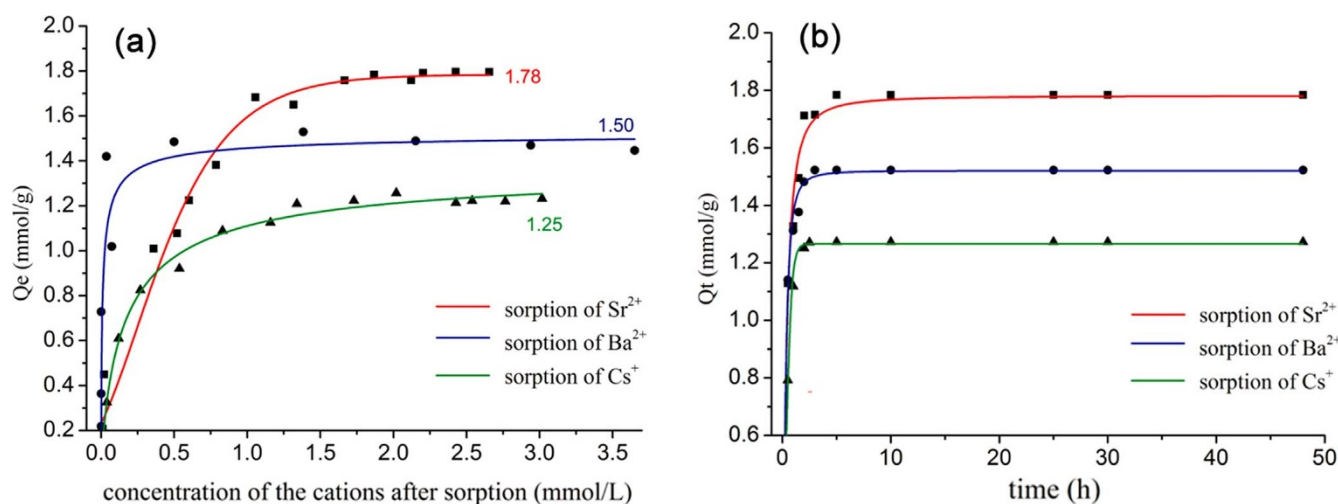 (a)
Qe (mmol/g)
2.0
1.8
1.6
1.4
1.2
1.0
0.8
0.6
0.4
0.2
1.78
1.50
1.25
sorption of Sr²⁺
sorption of Ba²⁺
sorption of Cs⁺
0.0 0.5 1.0 1.5 2.0 2.5 3.0 3.5
concentration of the cations after sorption (mmol/L)
(b)
Qt (mmol/g)
2.0
1.8
1.6
1.4
1.2
1.0
0.8
0.6
sorption of Sr²⁺
sorption of Ba²⁺
sorption of Cs⁺
0 10 20 30 40 50
time (h)